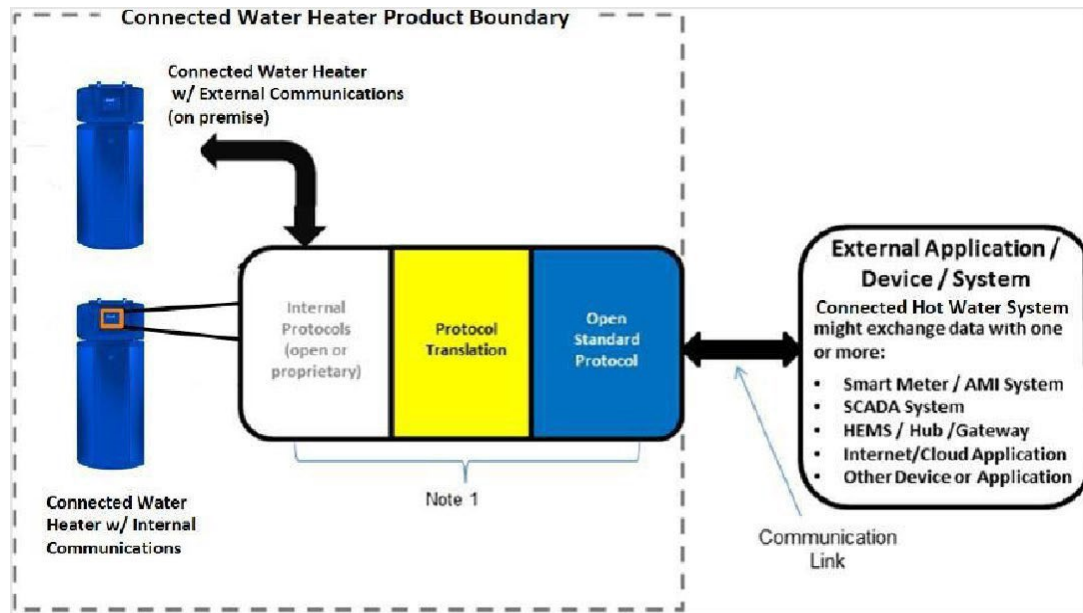 Connected Water Heater Product Boundary
Connected Water Heater
w/ External Communications
(on premise)
Internal
Protocols
(open or
proprietary)
Protocol
Translation
Open
Standard
Protocol
Note 1
Connected Water
Heater w/ Internal
Communications
External Application /
Device / System
Connected Hot Water System
might exchange data with one
or more:
• Smart Meter / AMI System
• SCADA System
• HEMS / Hub /Gateway
• Internet/Cloud Application
• Other Device or Application
Communication
Link